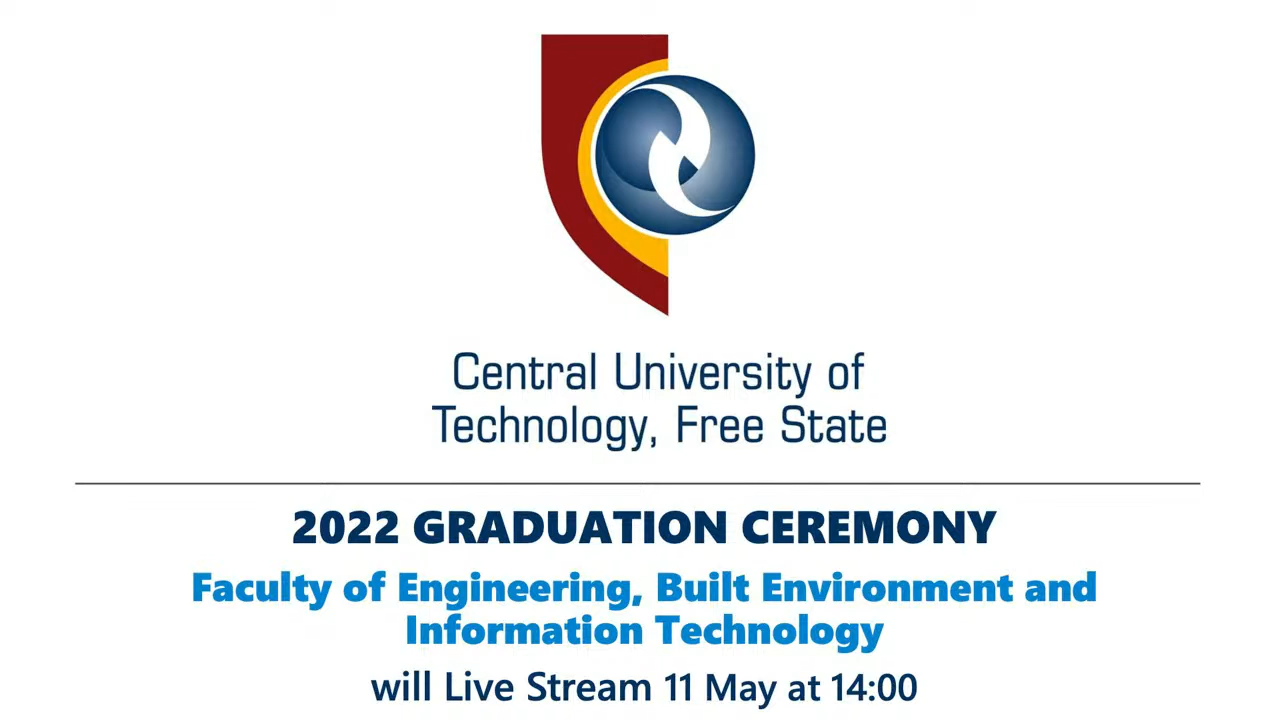 Central University of
Technology, Free State
2022 GRADUATION CEREMONY
Faculty of Engineering, Built Environment and
Information Technology
will Live Stream 11 May at 14:00